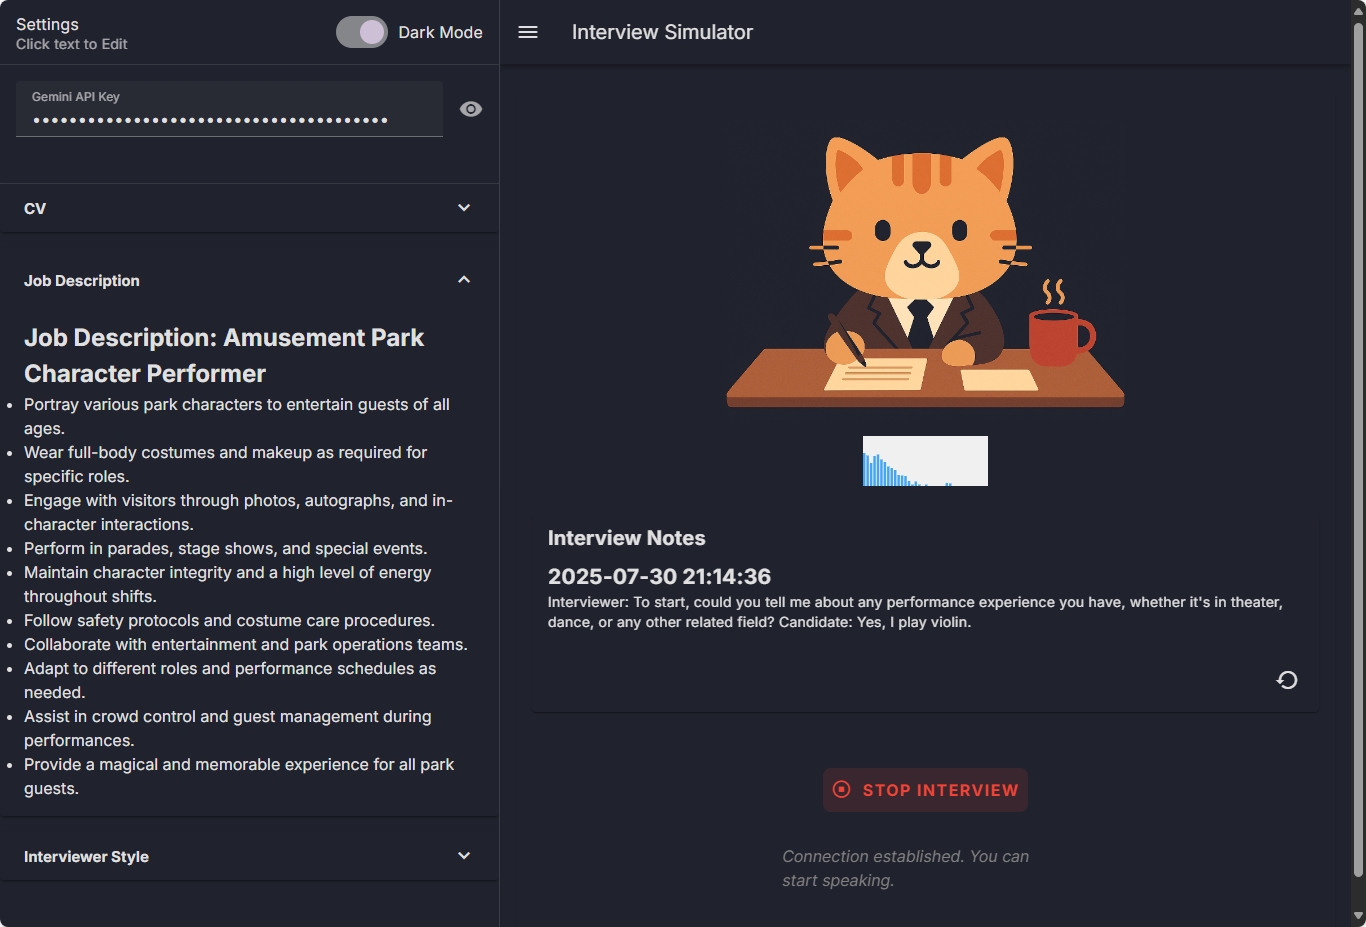 Settings
Click text to Edit
Dark Mode
Gemini API Key
CV
Job Description
Job Description: Amusement Park
Character Performer
Portray various park characters to entertain guests of all
ages.
Wear full-body costumes and makeup as required for
specific roles.
Engage with visitors through photos, autographs, and in-
character interactions.
Perform in parades, stage shows, and special events.
Maintain character integrity and a high level of energy
throughout shifts.
Follow safety protocols and costume care procedures.
Collaborate with entertainment and park operations teams.
Adapt to different roles and performance schedules as
needed.
Assist in crowd control and guest management during
performances.
Provide a magical and memorable experience for all park
guests.
Interviewer Style
Interview Simulator
Interview Notes
2025-07-30 21:14:36
Interviewer: To start, could you tell me about any performance experience you have, whether it's in theater,
dance, or any other related field? Candidate: Yes, I play violin.
STOP INTERVIEW
Connection established. You can
start speaking.